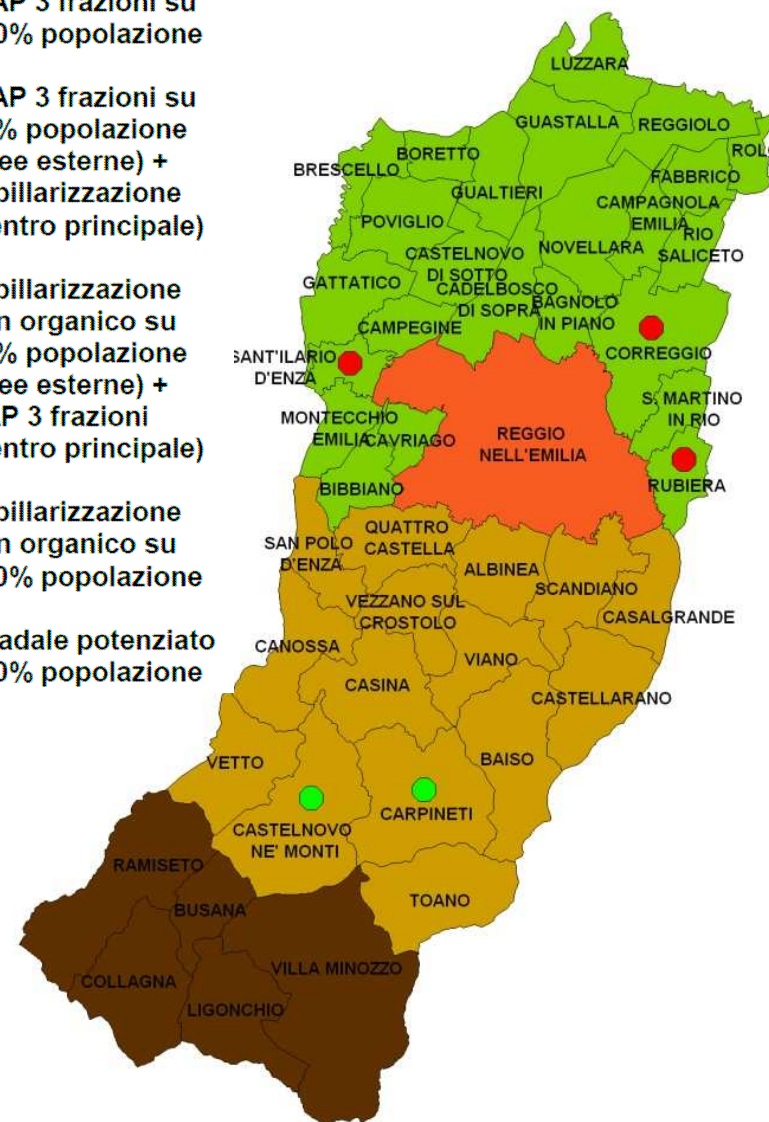 AP 3 frazioni su
0% popolazione
AP 3 frazioni su
% popolazione
ee esterne) +
pillarizzazione
entro principale)
pillarizzazione
n organico su
% popolazione
ee esterne) +
AP 3 frazioni
entro principale)
pillarizzazione
n organico su
0% popolazione
adale potenziato
0% popolazione
LUZZARA
GUASTALLA
REGGIOLO
ROLO
BORETTO
BRESCELLO
FABBRICO
GUALTIERI
CAMPAGNOLA
EMILIA
POVIGLIO
RIO
SALICETO
NOVELLARA
CASTELNOVO
DI SOTTO
GATTATICO
CADELBOSCO
DI SOPRA
BAGNOLO
IN PIANO
CAMPEGINE
CORREGGIO
SANT'ILARIO
D'ENZA
S. MARTINO
IN RIO
MONTECCHIO
EMILIA
CAVRIAGO
REGGIO
NELL'EMILIA
BIBBIANO
RUBIERA
QUATTRO
CASTELLA
SAN POLO
D'ENZA
ALBINEA
SCANDIANO
VEZZANO SUL
CROSTOLO
CASALGRANDE
CANOSSA
VIANO
CASINA
CASTELLARANO
VETTO
BAISO
CARPINETI
CASTELNOVO
NE' MONTI
RAMISETO
TOANO
BUSANA
VILLA MINOZZO
COLLAGNA
LIGONCHIO